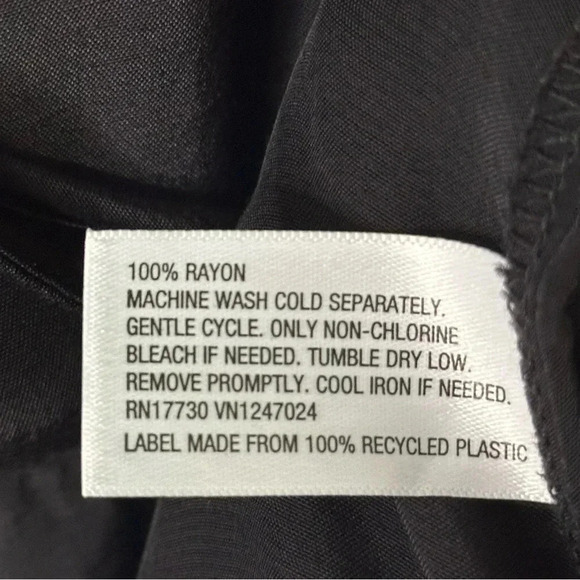 100% RAYON
MACHINE WASH COLD SEPARATELY.
GENTLE CYCLE. ONLY NON-CHLORINE
BLEACH IF NEEDED. TUMBLE DRY LOW.
REMOVE PROMPTLY. COOL IRON IF NEEDED.
RN17730 VN1247024
LABEL MADE FROM 100% RECYCLED PLASTIC